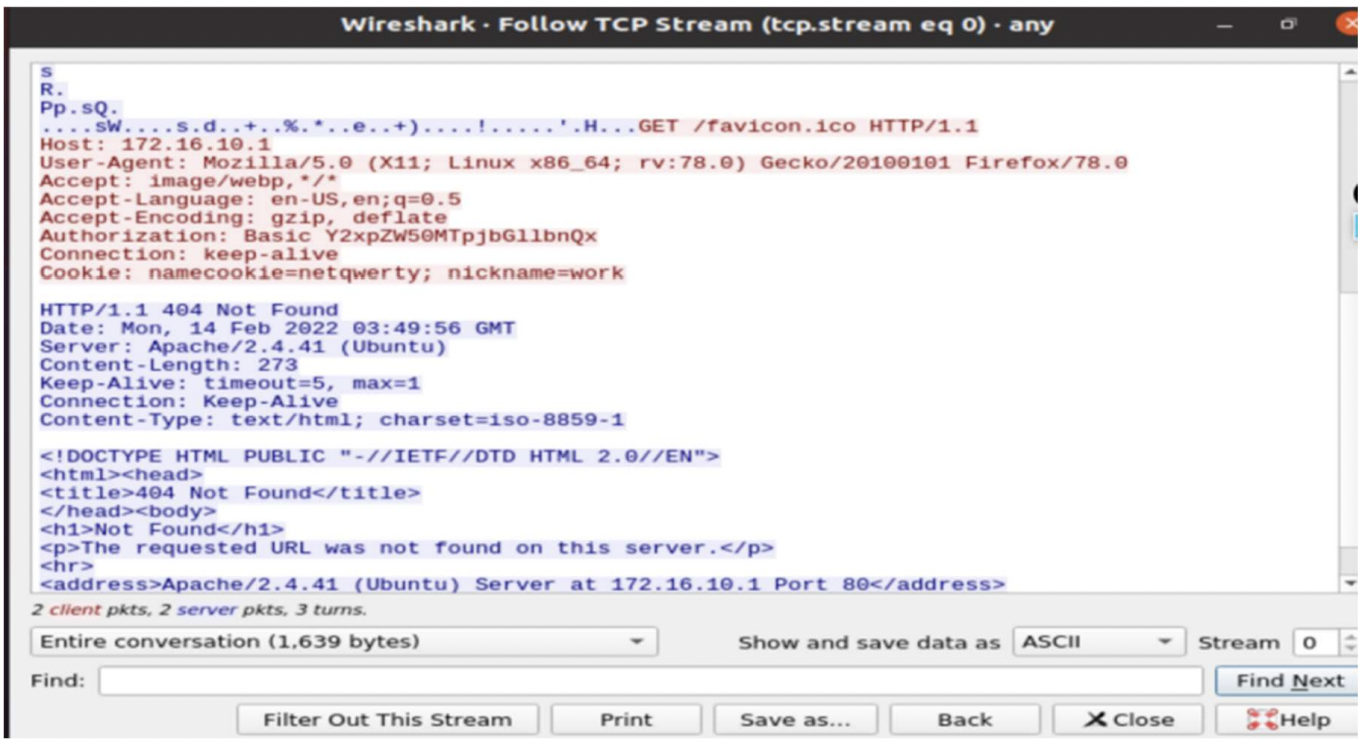 Wireshark · Follow TCP Stream (tcp.stream eq 0) · any
s
R.
Pp.sQ.
....sW....s.d..+..%.*..e..+)....!.....'.H...GET /favicon.ico HTTP/1.1
Host: 172.16.10.1
User-Agent: Mozilla/5.0 (X11; Linux x86_64; rv:78.0) Gecko/20100101 Firefox/78.0
Accept: image/webp,*/*
Accept-Language: en-US,en;q=0.5
Accept-Encoding: gzip, deflate
Authorization: Basic Y2xpZW50MTpjbGllbnQx
Connection: keep-alive
Cookie: namecookie=netqwerty; nickname=work
HTTP/1.1 404 Not Found
Date: Mon, 14 Feb 2022 03:49:56 GMT
Server: Apache/2.4.41 (Ubuntu)
Content-Length: 273
Keep-Alive: timeout=5, max=1
Connection: Keep-Alive
Content-Type: text/html; charset=iso-8859-1
<!DOCTYPE HTML PUBLIC "-//IETF//DTD HTML 2.0//EN">
<html><head>
<title>404 Not Found</title>
</head><body>
<h1>Not Found</h1>
<p>The requested URL was not found on this server.</p>
<hr>
<address>Apache/2.4.41 (Ubuntu) Server at 172.16.10.1 Port 80</address>
2 client pkts, 2 server pkts, 3 turns.
Entire conversation (1,639 bytes) Show and save data as ASCII Stream 0
Find: Find Next
Filter Out This Stream Print Save as... Back Close Help